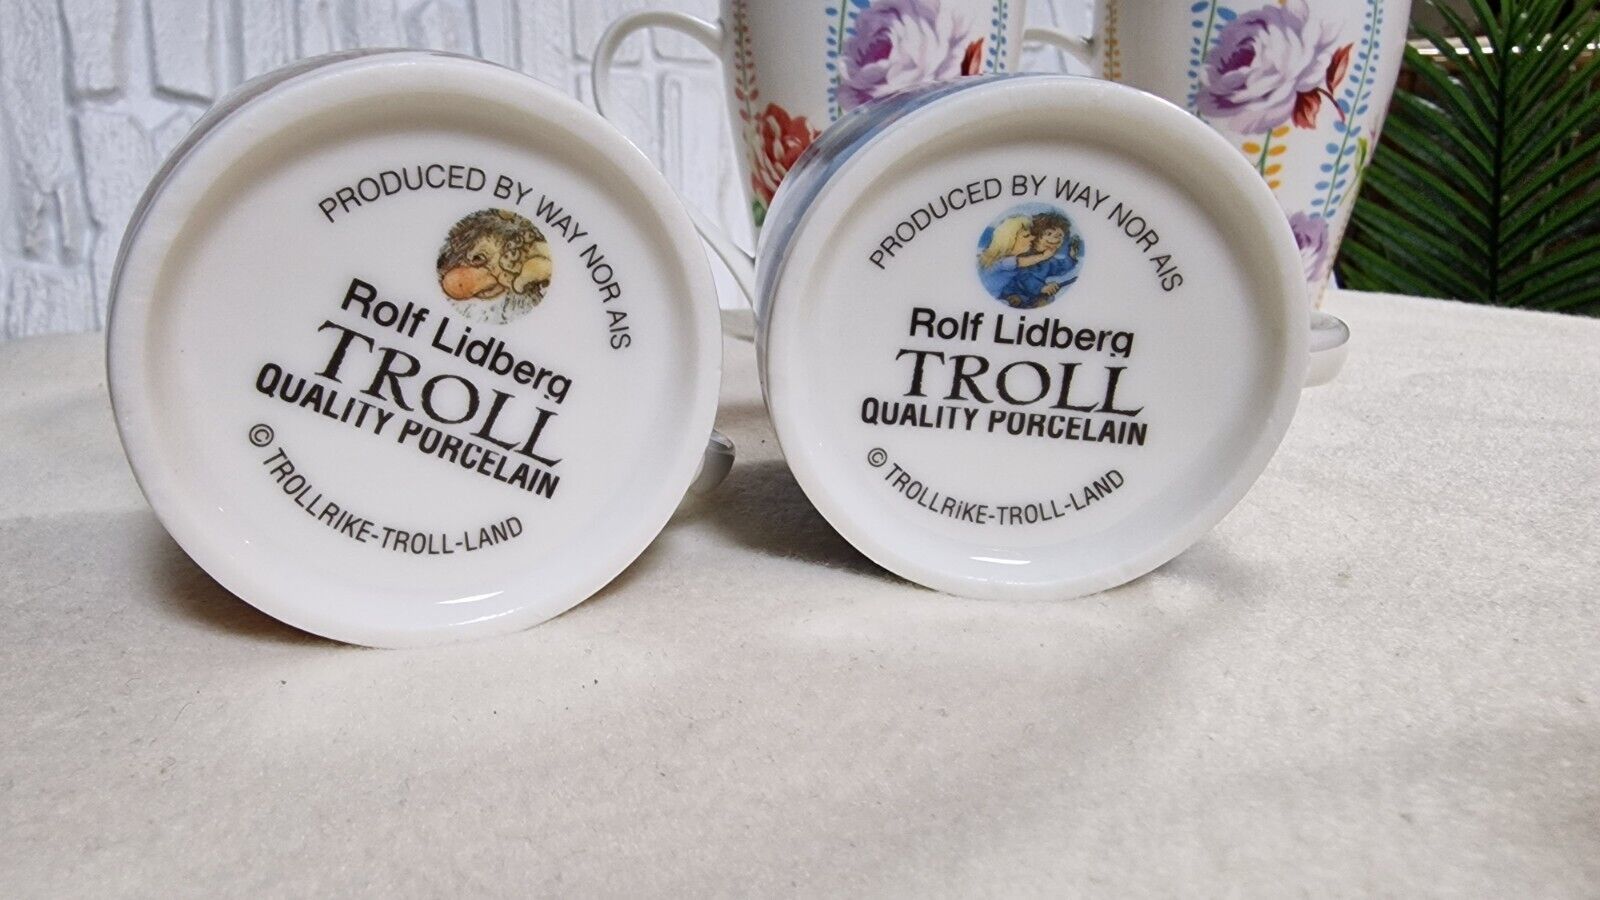 PRODUCED BY WAY NOR AIS
Rolf Lidberg
TROLL
QUALITY PORCELAIN
© TROLLRIKE-TROLL-LAND
PRODUCED BY WAY NOR AIS
Rolf Lidberg
TROLL
QUALITY PORCELAIN
© TROLLRiKE-TROLL-LAND